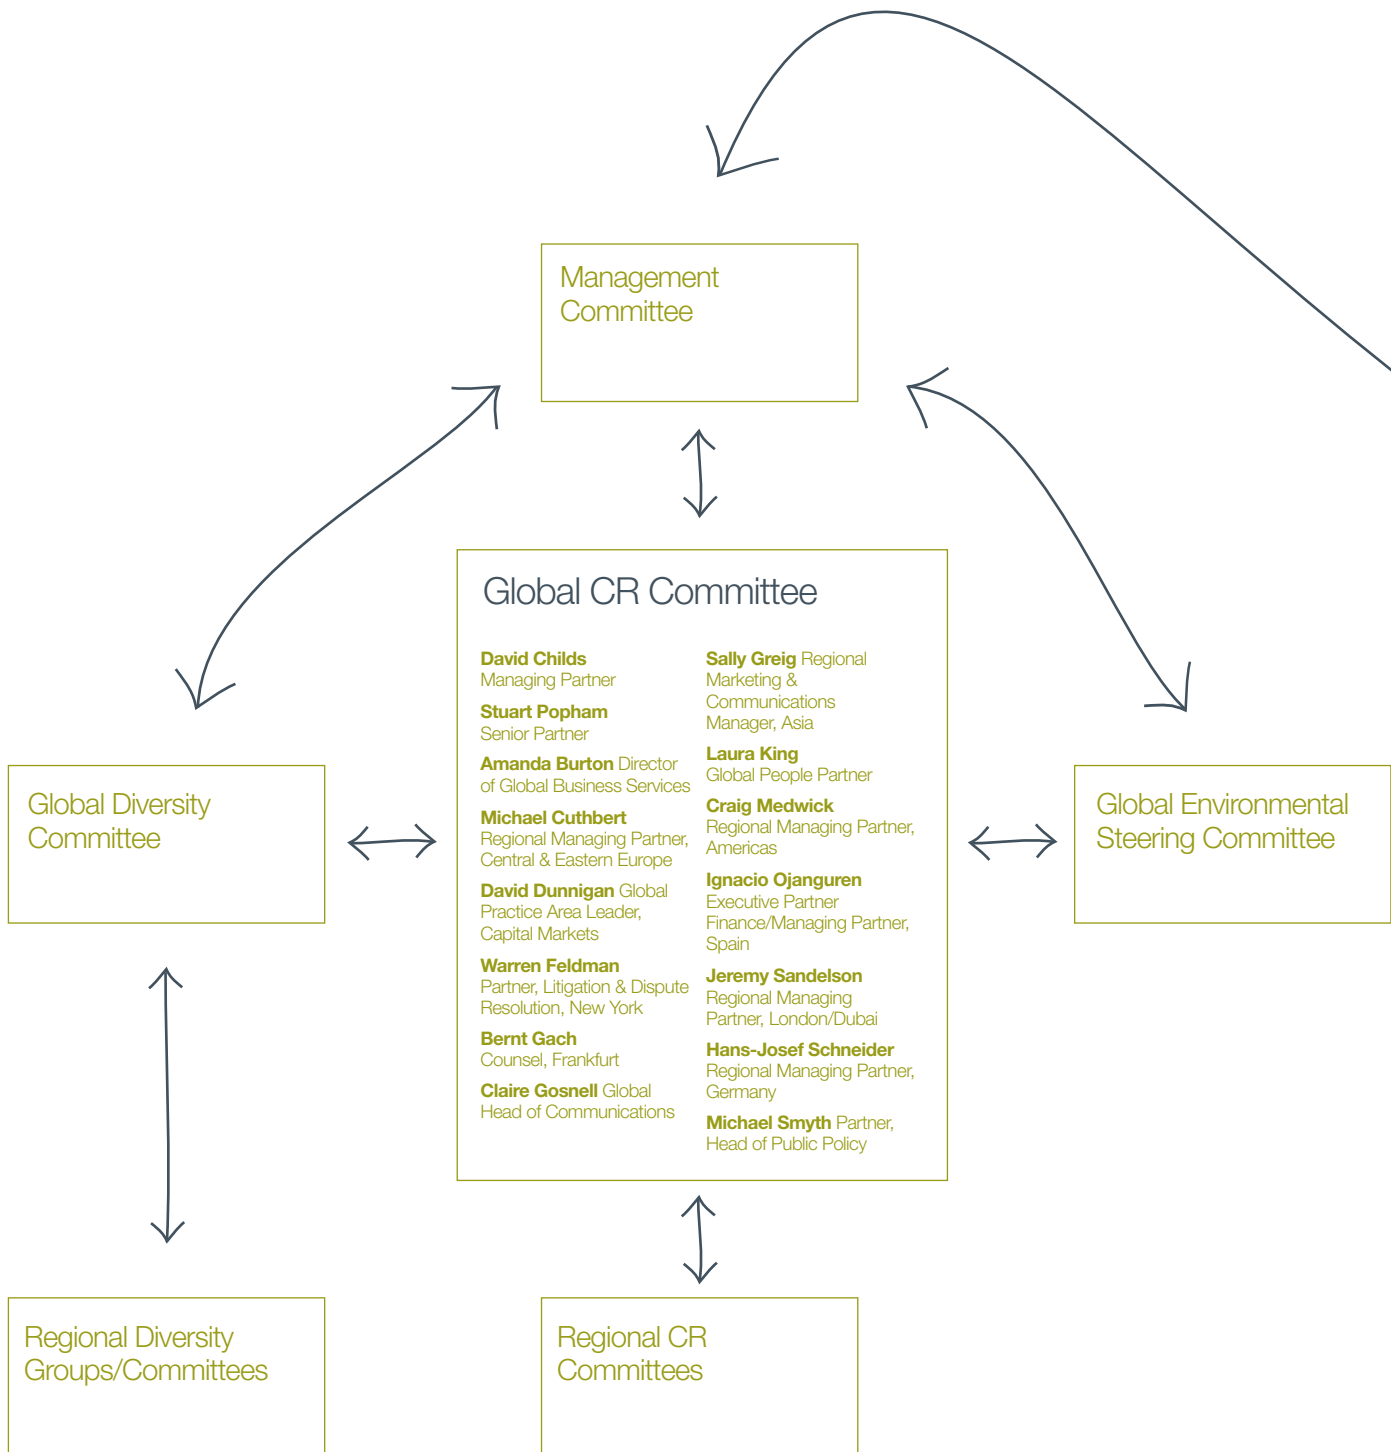 Management
Committee
Global CR Committee
David Childs
Managing Partner
Stuart Popham
Senior Partner
Amanda Burton Director
of Global Business Services
Michael Cuthbert
Regional Managing Partner,
Central & Eastern Europe
David Dunnigan Global
Practice Area Leader,
Capital Markets
Warren Feldman
Partner, Litigation & Dispute
Resolution, New York
Bernt Gach
Counsel, Frankfurt
Claire Gosnell Global
Head of Communications
Sally Greig Regional
Marketing &
Communications
Manager, Asia
Laura King
Global People Partner
Craig Medwick
Regional Managing Partner,
Americas
Ignacio Ojanguren
Executive Partner
Finance/Managing Partner,
Spain
Jeremy Sandelson
Regional Managing
Partner, London/Dubai
Hans-Josef Schneider
Regional Managing Partner,
Germany
Michael Smyth Partner,
Head of Public Policy
Global Diversity
Committee
Global Environmental
Steering Committee
Regional Diversity
Groups/Committees
Regional CR
Committees